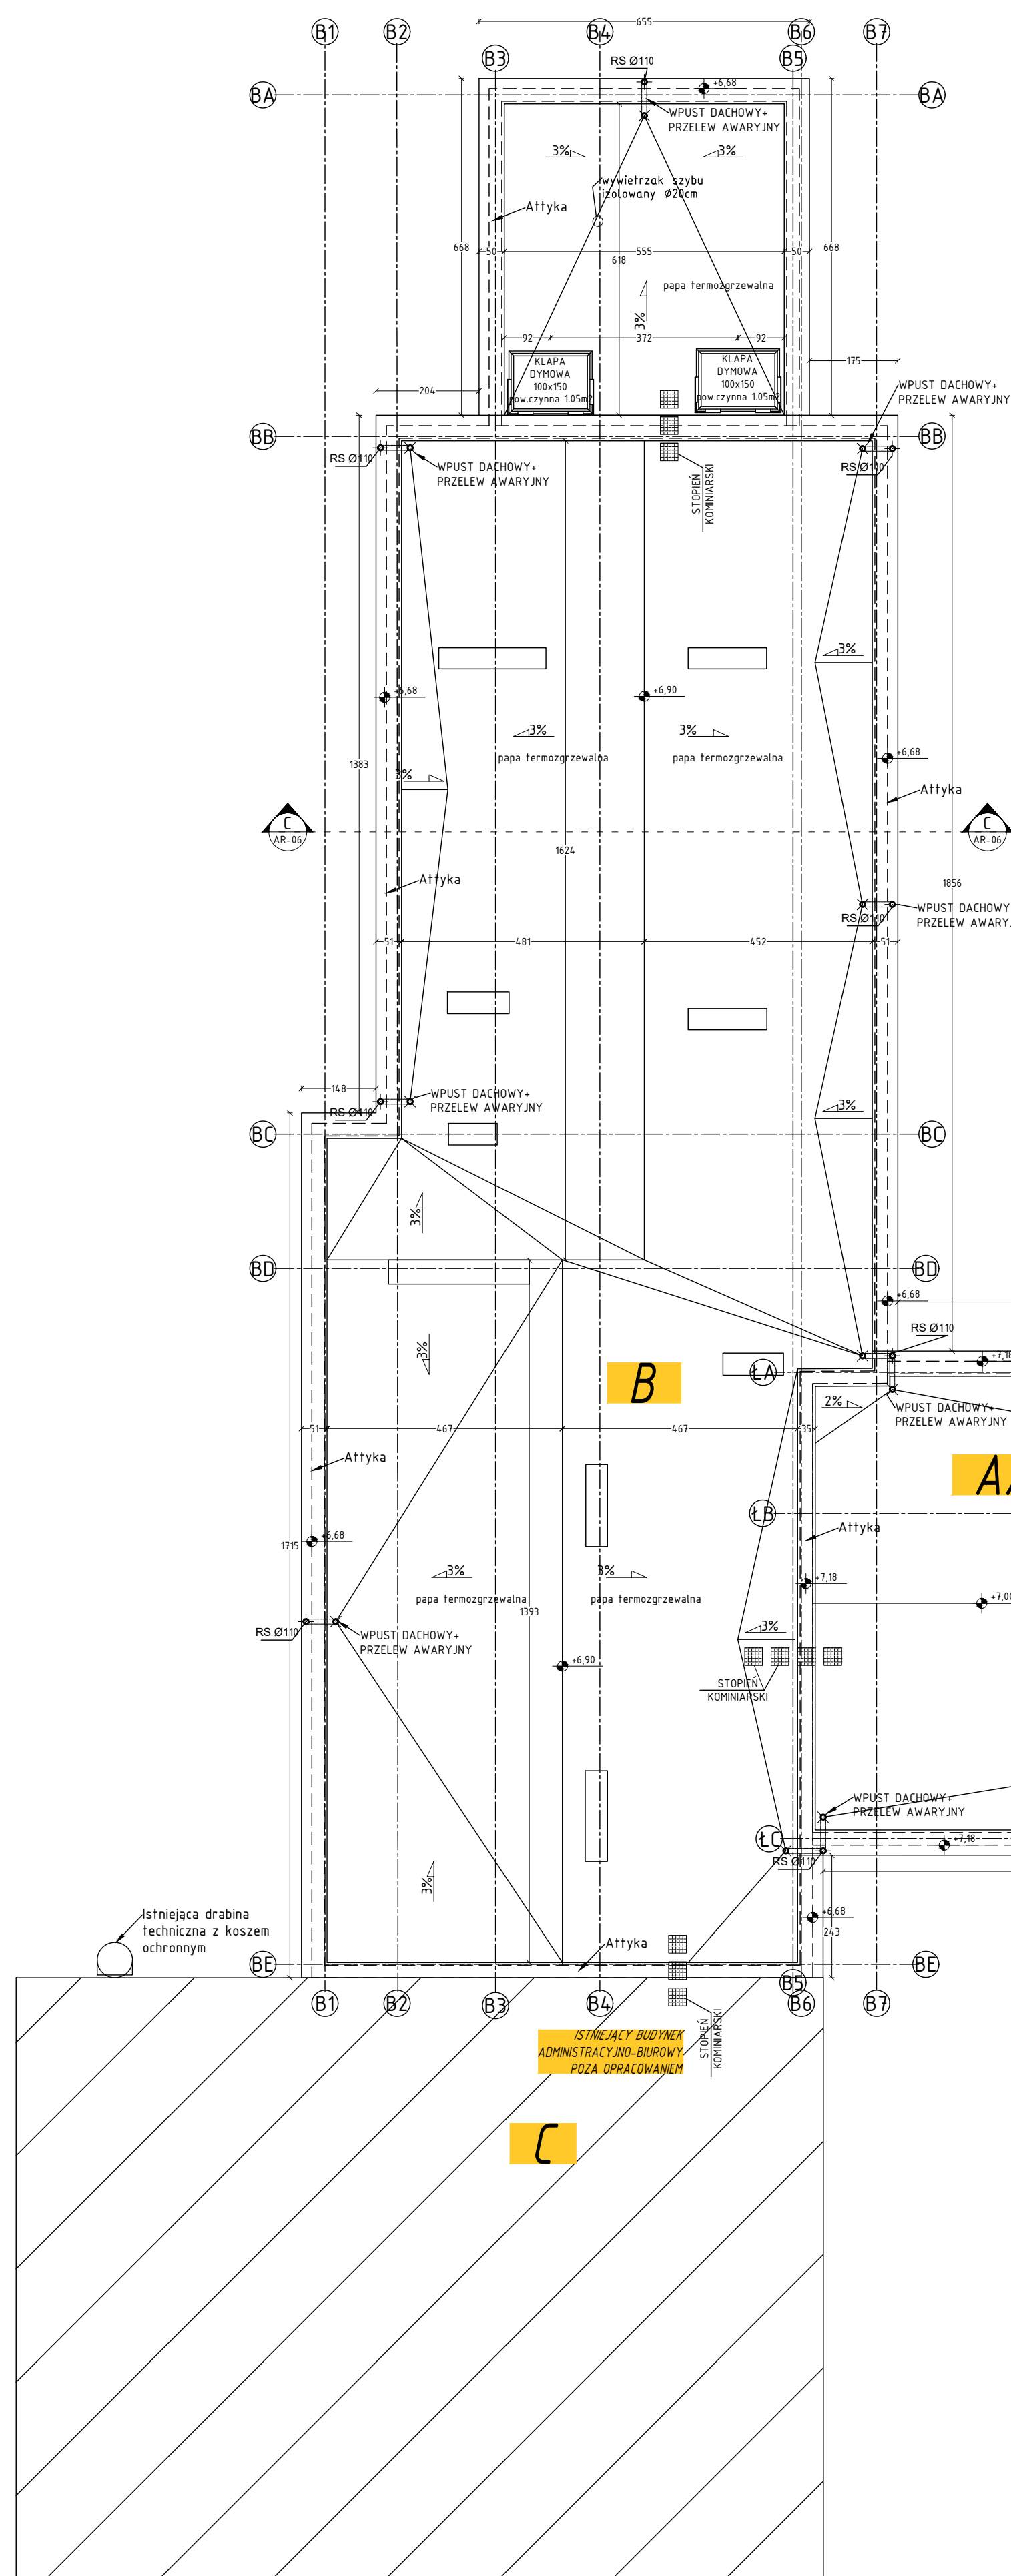 655
B1
B2
B4
B6
B7
B3
B5
RS Ø110
+6,68
BA
BA
WPUST DACHOWY+
PRZELEW AWARYJNY
3%
3%
wywietrzak szybu
izolowany Ø20cm
Attyka
668
50
555
50
668
618
papa termozgrzewalna
3%
92
372
92
KLAPA
DYMOWA
100x150
pow.czynna 1.05m2
KLAPA
DYMOWA
100x150
pow.czynna 1.05m2
175
204
WPUST DACHOWY+
PRZELEW AWARYJNY
BB
BB
RS Ø110
WPUST DACHOWY+
PRZELEW AWARYJNY
RS Ø110
STOPIEŃ
KOMINIARSKI
3%
+6,68
+6,90
3%
3%
papa termozgrzewalna
papa termozgrzewalna
+6,68
1383
3%
Attyka
C
AR-06
C
AR-06
1624
Attyka
1856
WPUST DACHOWY
PRZELEW AWARYJ
RS Ø110
51
481
452
51
148
WPUST DACHOWY+
PRZELEW AWARYJNY
RS Ø110
3%
BC
BC
3%
BD
BD
+6,68
RS Ø110
3%
+7,18
B
ŁA
2%
WPUST DACHOWY+
PRZELEW AWARYJNY
51
467
467
35
Attyka
A
ŁB
Attyka
1715
+6,68
3%
3%
+7,18
+7,00
papa termozgrzewalna
papa termozgrzewalna
1393
3%
RS Ø110
WPUST DACHOWY+
PRZELEW AWARYJNY
+6,90
STOPIEŃ
KOMINIARSKI
WPUST DACHOWY+
PRZELEW AWARYJNY
ŁC
+7,18
RS Ø110
3%
Istniejąca drabina
techniczna z koszem
ochronnym
+6,68
243
Attyka
BE
BE
B5
B1
B2
B3
B4
B6
B7
STOPIEŃ
KOMINIARSKI
ISTNIEJĄCY BUDYNEK
ADMINISTRACYJNO-BIUROWY
POZA OPRACOWANIEM
C